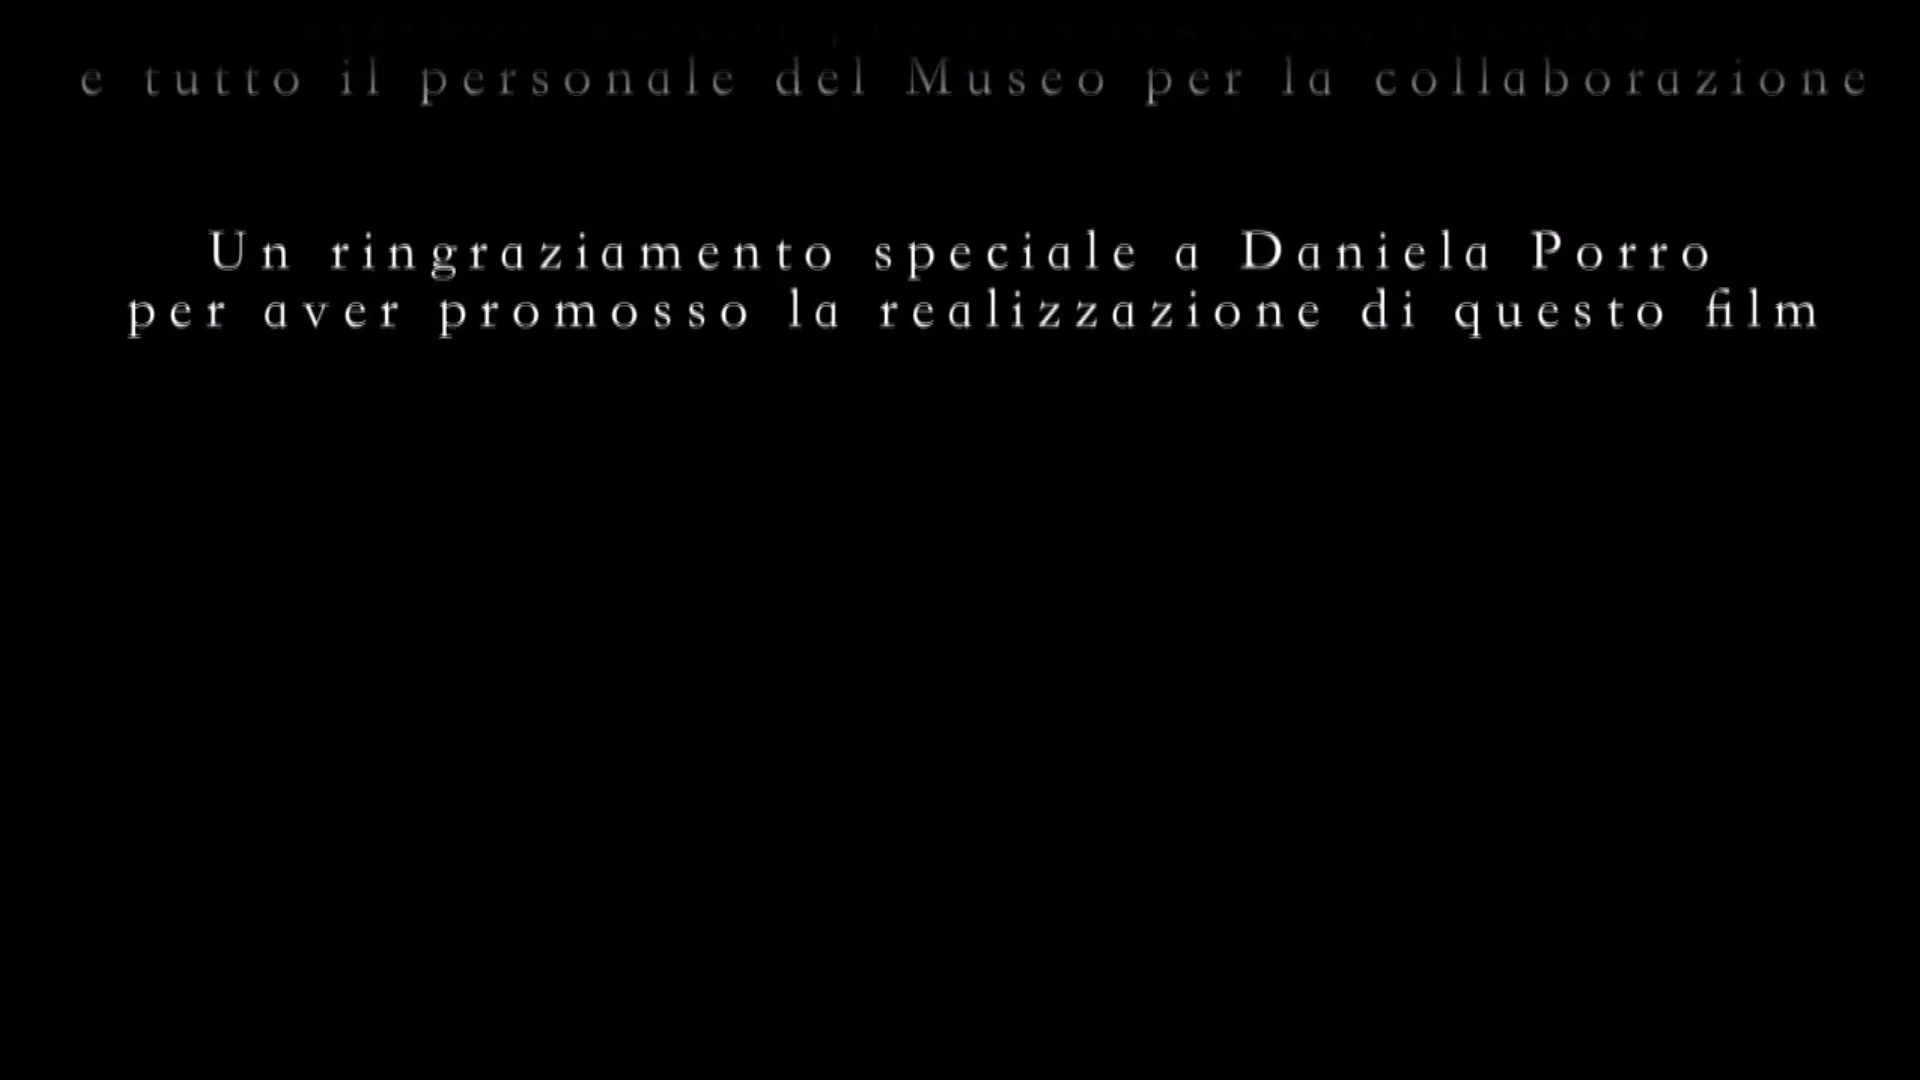 e tutto il personale del Museo per la collaborazione
Un ringraziamento speciale a Daniela Porro
per aver promosso la realizzazione di questo film